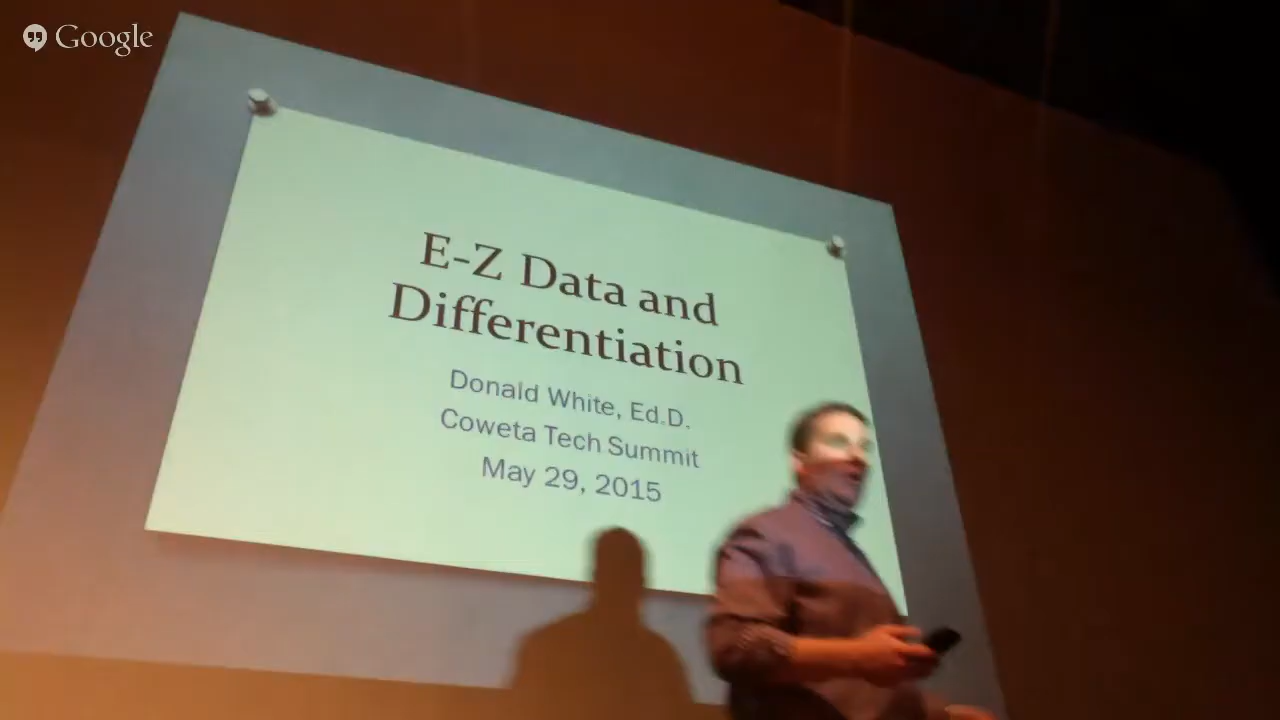 Google
E-Z Data and
Differentiation
Donald White, Ed.D.
Coweta Tech Summit
May 29, 2015